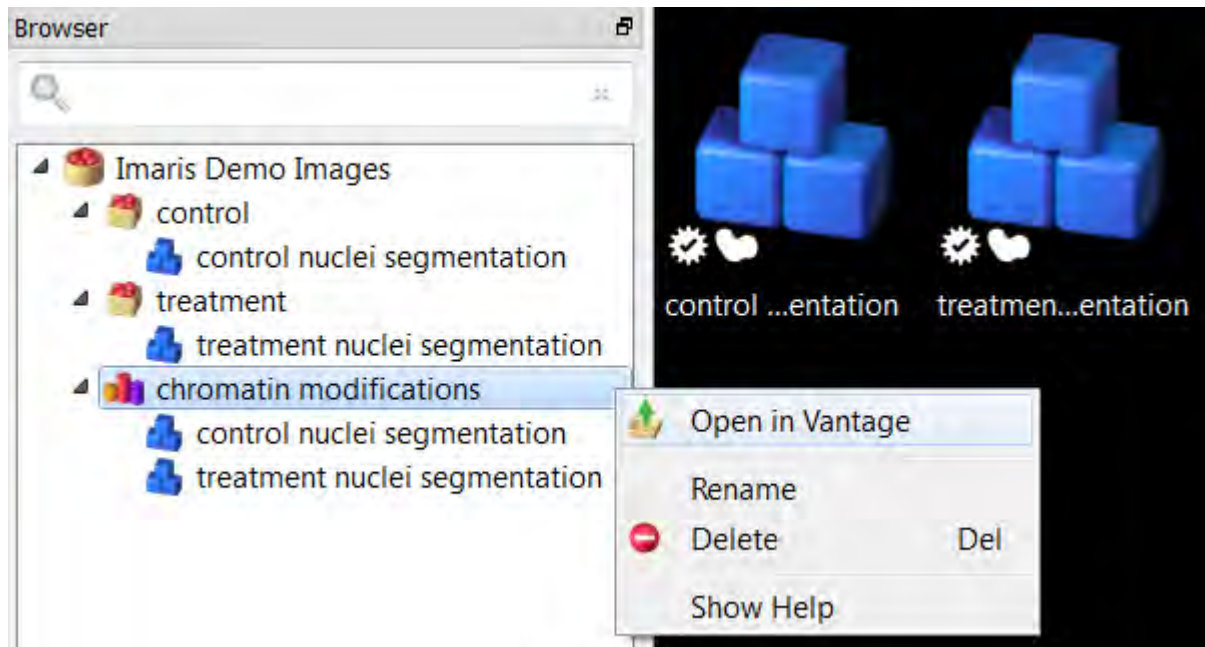 Browser
Imaris Demo Images
control
control nuclei segmentation
treatment
treatment nuclei segmentation
chromatin modifications
control nuclei segmentation
treatment nuclei segmentation
control ...entation
treatmen...entation
Open in Vantage
Rename
Delete Del
Show Help